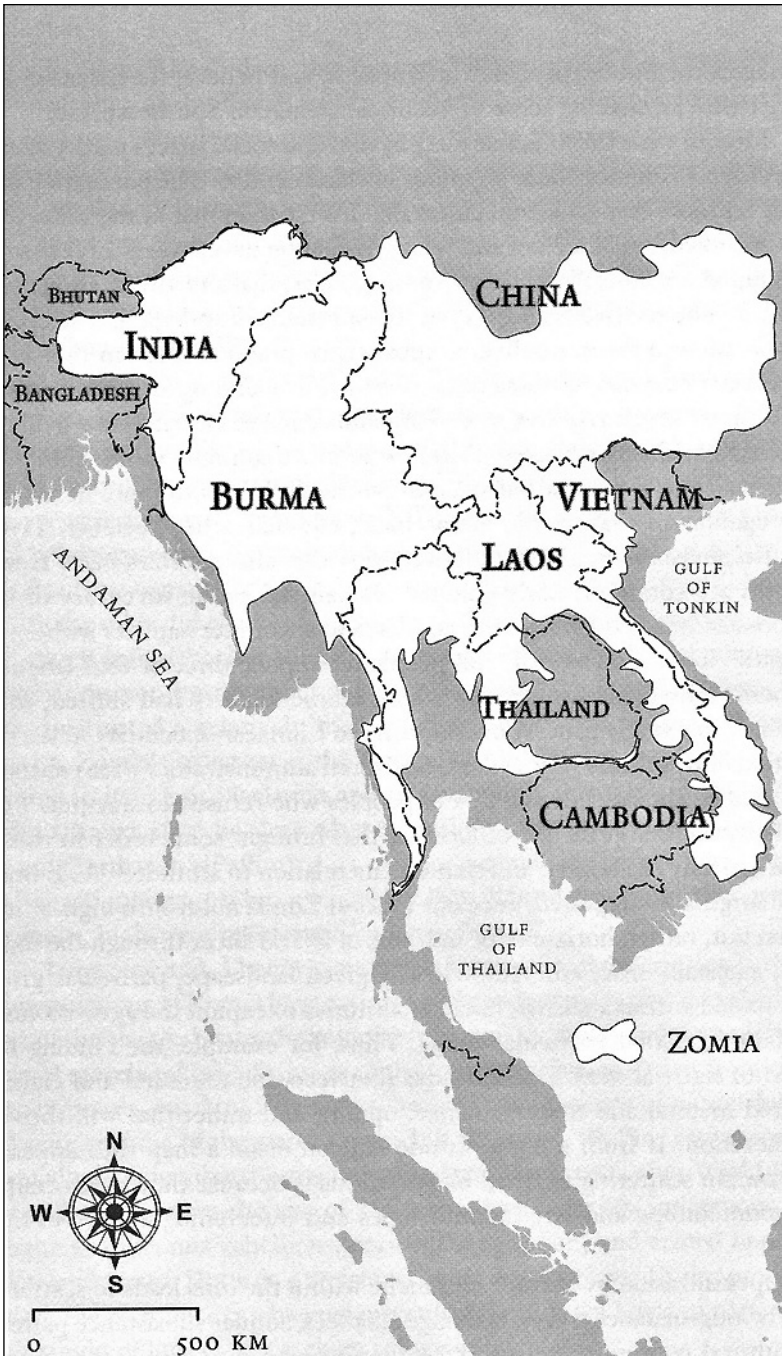 CHINA
BHUTAN
INDIA
BANGLADESH
BURMA
VIETNAM
LAOS
GULF
OF
TONKIN
ANDAMAN SEA
THAILAND
CAMBODIA
GULF
OF
THAILAND
ZOMIA
N
W E
S
0 500 KM